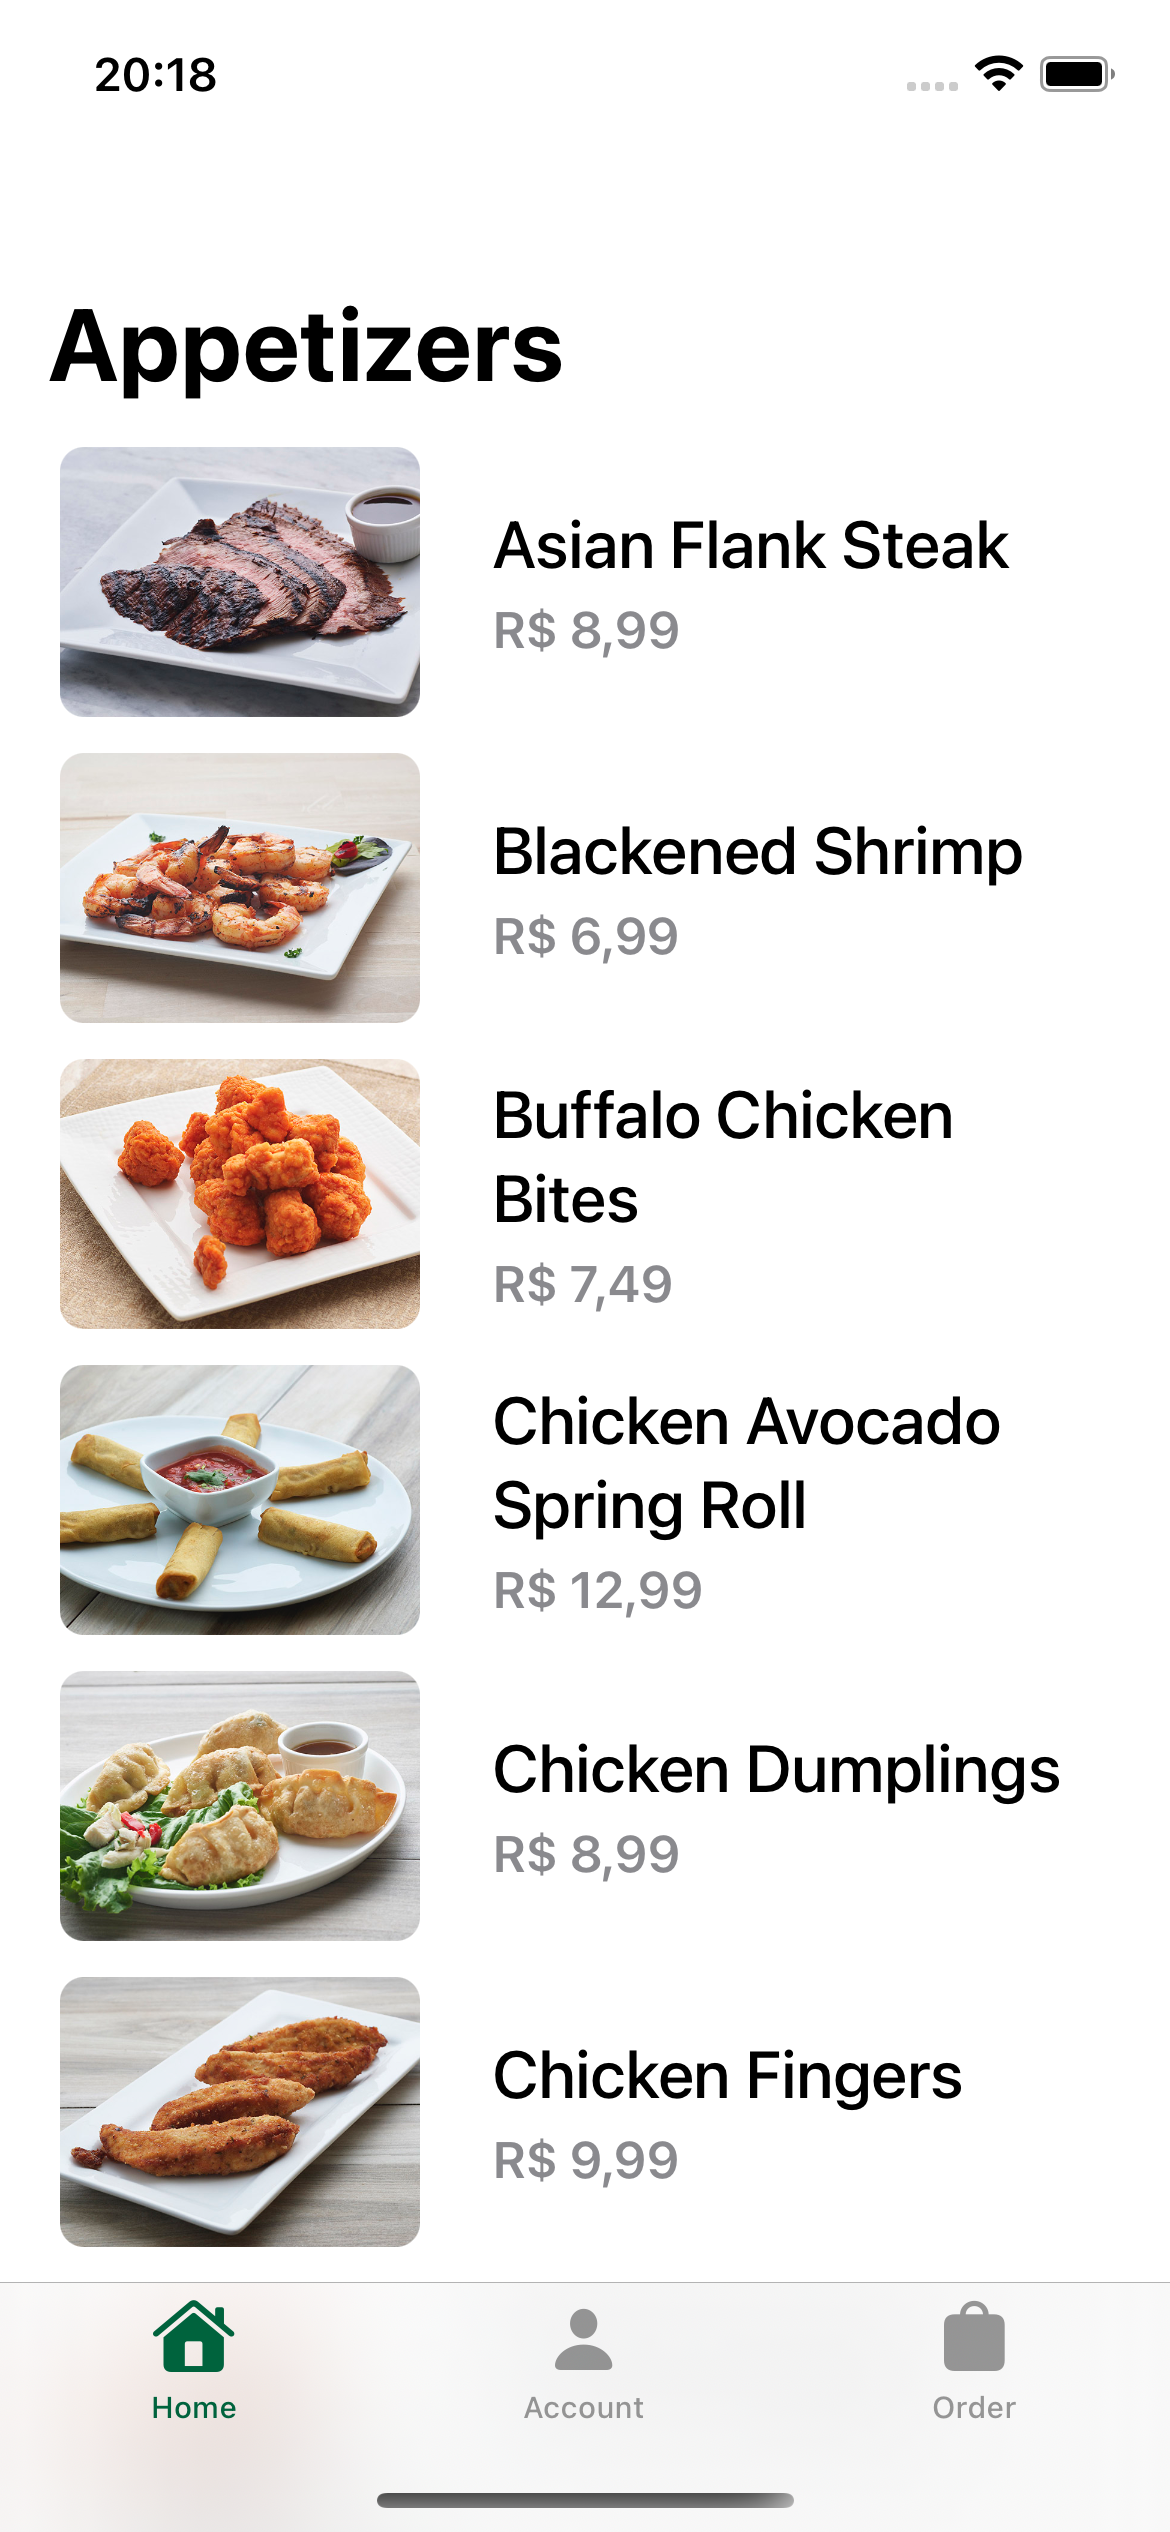 20:18
Appetizers
Asian Flank Steak
R$ 8,99
Blackened Shrimp
R$ 6,99
Buffalo Chicken
Bites
R$ 7,49
Chicken Avocado
Spring Roll
R$ 12,99
Chicken Dumplings
R$ 8,99
Chicken Fingers
R$ 9,99
Home
Account
Order